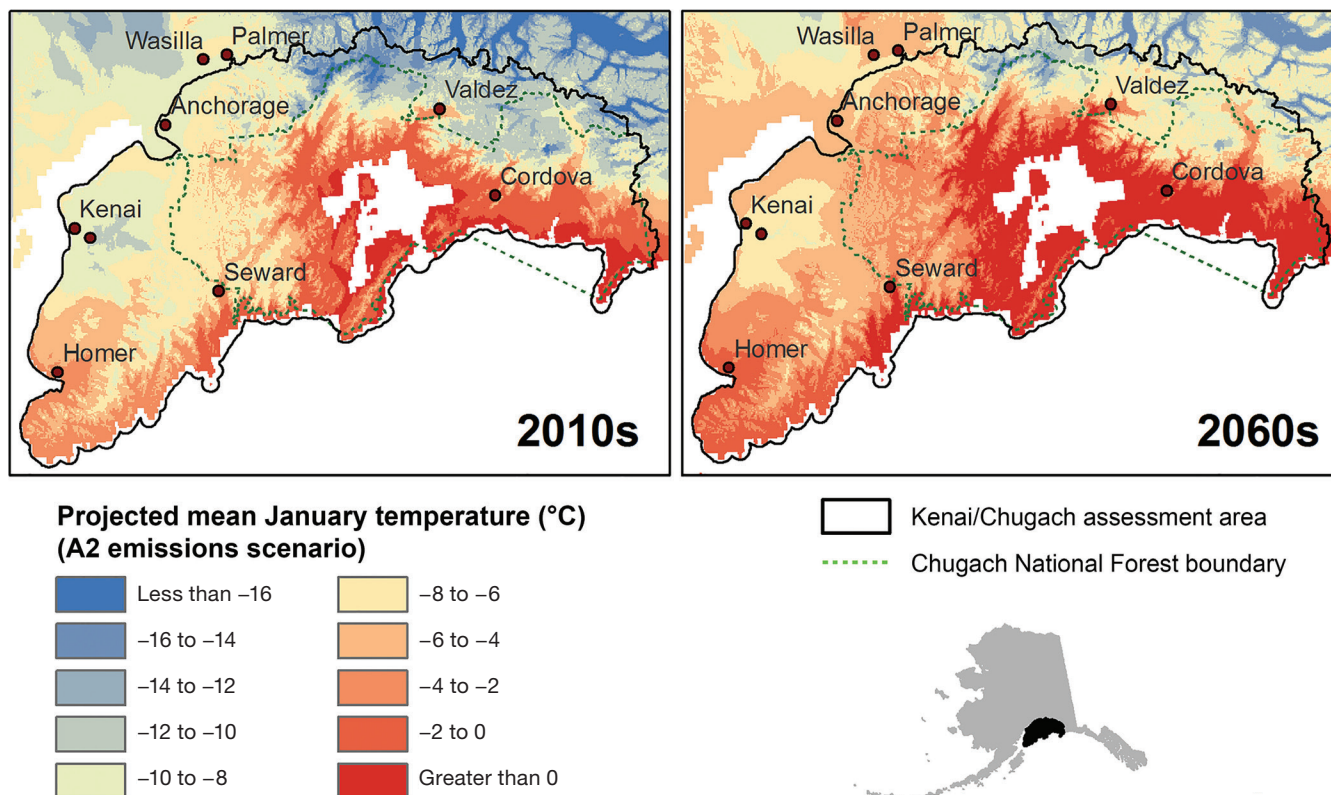 Wasilla
Palmer
Anchorage
Valdez
Kenai
Cordova
Seward
Homer
2010s
Wasilla
Palmer
Anchorage
Valdez
Kenai
Cordova
Seward
Homer
2060s
Projected mean January temperature (°C)
(A2 emissions scenario)
Less than −16
−16 to −14
−14 to −12
−12 to −10
−10 to −8
−8 to −6
−6 to −4
−4 to −2
−2 to 0
Greater than 0
Kenai/Chugach assessment area
Chugach National Forest boundary